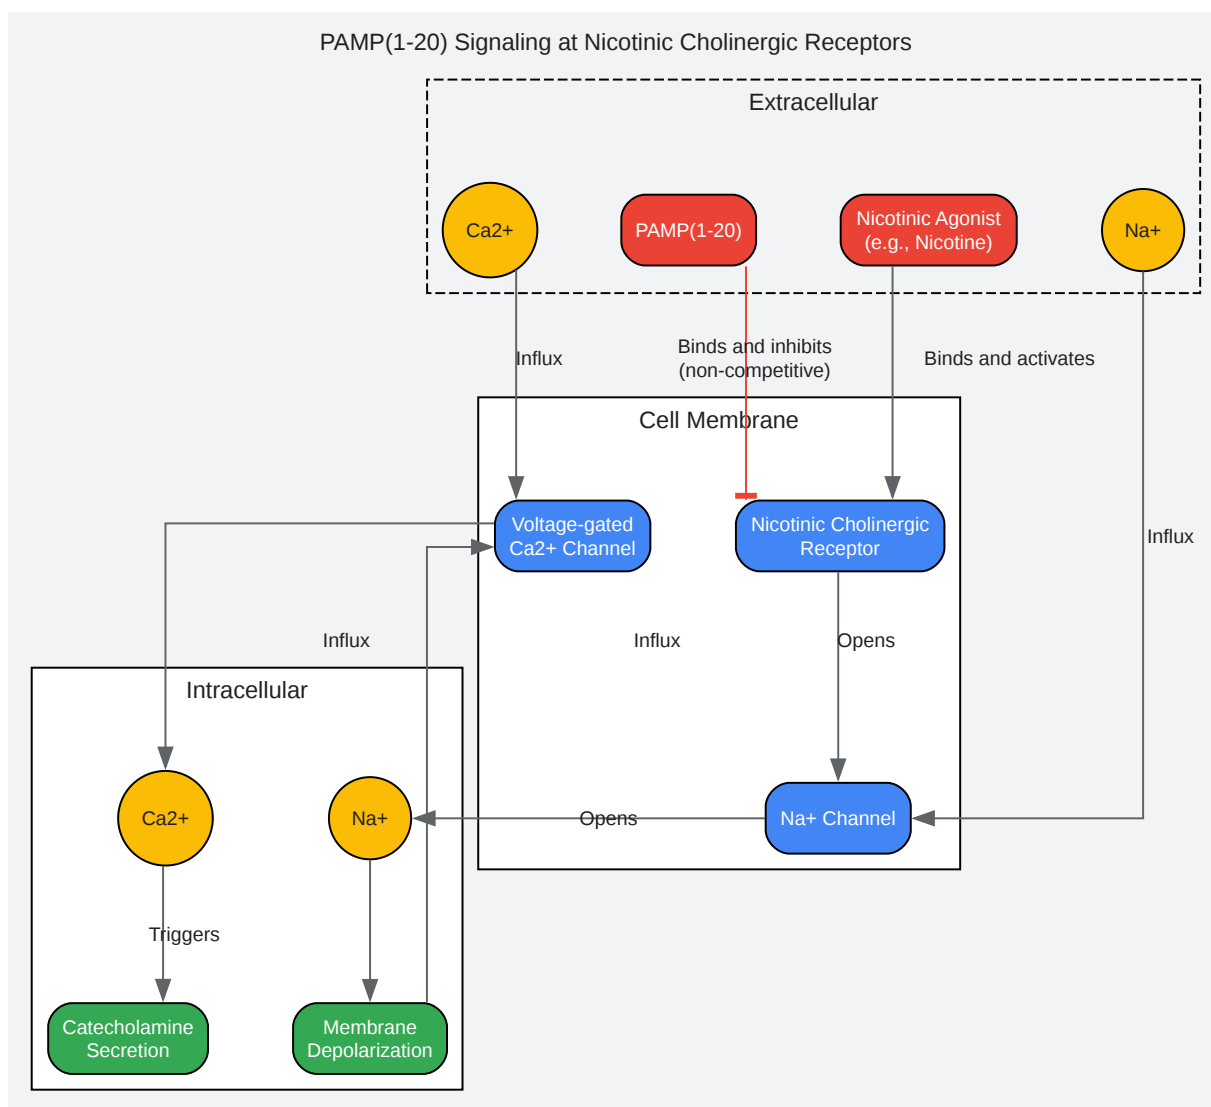 PAMP(1-20) Signaling at Nicotinic Cholinergic Receptors
Extracellular
Ca2+
PAMP(1-20)
Nicotinic Agonist
(e.g., Nicotine)
Na+
Influx
Binds and inhibits
(non-competitive)
Binds and activates
Cell Membrane
Voltage-gated
Ca2+ Channel
Nicotinic Cholinergic
Receptor
Influx
Influx
Influx
Opens
Intracellular
Ca2+
Na+
Opens
Na+ Channel
Triggers
Catecholamine
Secretion
Membrane
Depolarization